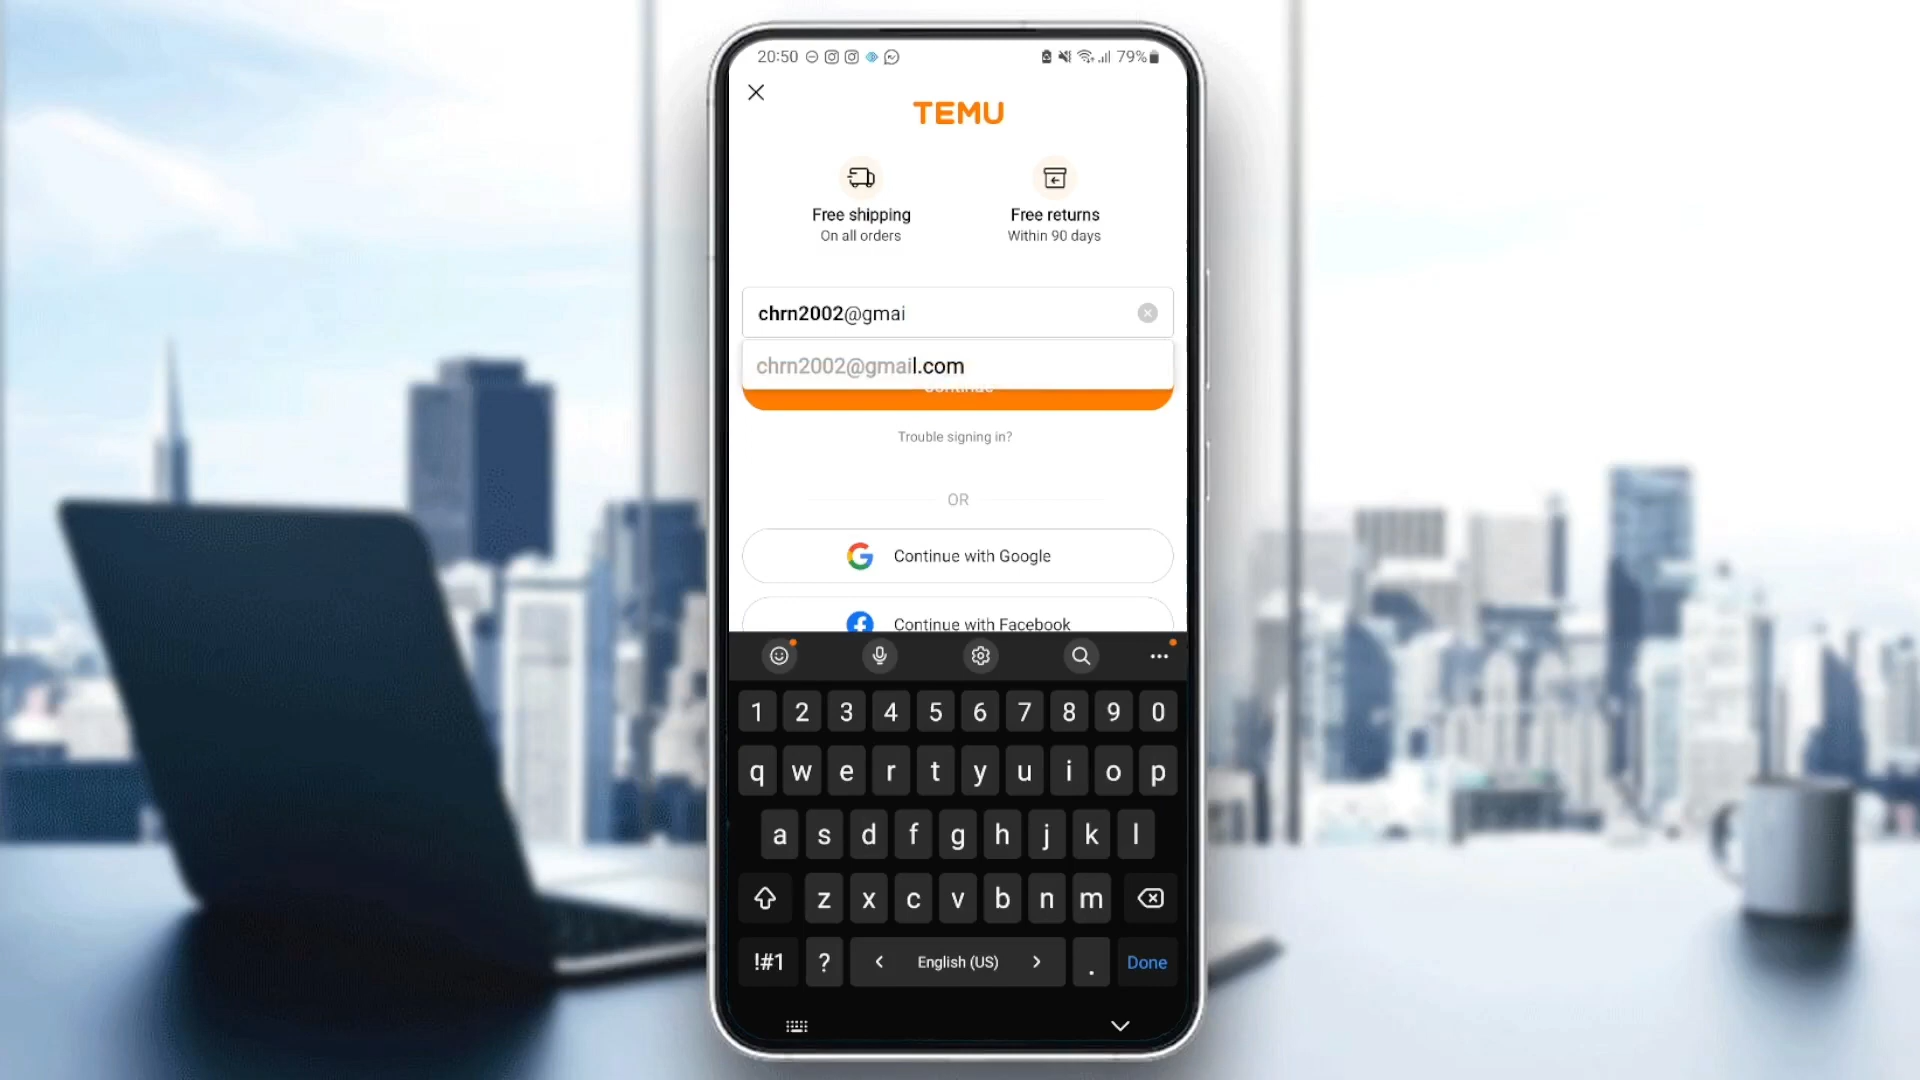 20:50 79%
TEMU
Free shipping Free returns
On all orders Within 90 days
chrn2002@gmai
chrn2002@gmail.com
Continue
Trouble signing in?
OR
Continue with Google
Continue with Facebook
1 2 3 4 5 6 7 8 9 0
q w e r t y u i o p
a s d f g h j k l
z x c v b n m
!#1 ? < English (US) > . Done